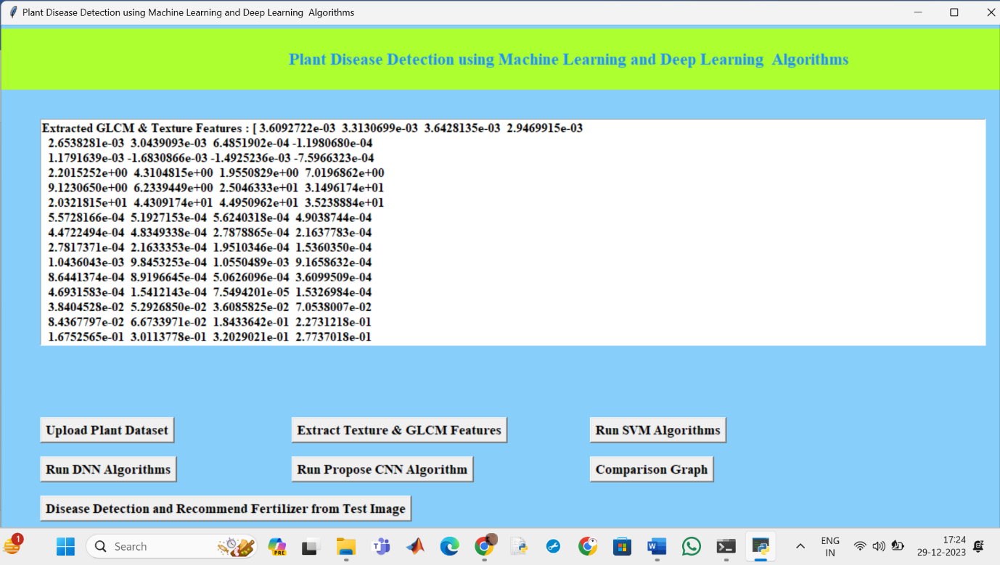 Plant Disease Detection using Machine Learning and Deep Learning  Algorithms
Plant Disease Detection using Machine Learning and Deep Learning  Algorithms
Extracted GLCM & Texture Features : [ 3.6092722e-03  3.3130699e-03  3.6428135e-03  2.9469915e-03
2.6538281e-03  3.0439093e-03  6.4851902e-04 -1.1980680e-04
1.1791639e-03 -1.6830866e-03 -1.4925236e-03 -7.5966323e-04
2.2015252e+00  4.3104815e+00  1.9550829e+00  7.0196862e+00
9.1230650e+00  6.2339449e+00  2.5046333e+01  3.1496174e+01
2.0321815e+01  4.4309174e+01  4.4950962e+01  3.5238884e+01
5.5728166e-04  5.1927153e-04  5.6240318e-04  4.9038744e-04
4.4722494e-04  4.8349338e-04  2.7878865e-04  2.1637783e-04
2.7817371e-04  2.1633353e-04  1.9510346e-04  1.5360350e-04
1.0436043e-03  9.8453253e-04  1.0550489e-03  9.1658632e-04
8.6441374e-04  8.9196645e-04  5.0626096e-04  3.6099509e-04
4.6931583e-04  1.5412143e-04  7.5494201e-05  1.5326984e-04
3.8404528e-02  5.2926850e-02  3.6085825e-02  7.0538007e-02
8.4367797e-02  6.6733971e-02  1.8433642e-01  2.2731218e-01
1.6752565e-01  3.0113778e-01  3.2029021e-01  2.7737018e-01
Upload Plant Dataset
Extract Texture & GLCM Features
Run SVM Algorithms
Run DNN Algorithms
Run Propose CNN Algorithm
Comparison Graph
Disease Detection and Recommend Fertilizer from Test Image
1
Search
PRE
ENG
IN
17:24
29-12-2023